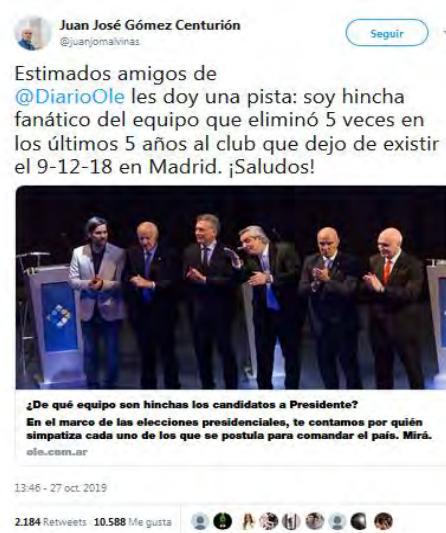 Juan José Gómez Centurión
@juanjomalvinas
Seguir
Estimados amigos de
@DiarioOle les doy una pista: soy hincha
fanático del equipo que eliminó 5 veces en
los últimos 5 años al club que dejo de existir
el 9-12-18 en Madrid. ¡Saludos!
¿De qué equipo son hinchas los candidatos a Presidente?
En el marco de las elecciones presidenciales, te contamos por quién
simpatiza cada uno de los que se postula para comandar el país. Mirá.
ole.com.ar
13:46 - 27 oct. 2019
2.184 Retweets 10.588 Me gusta